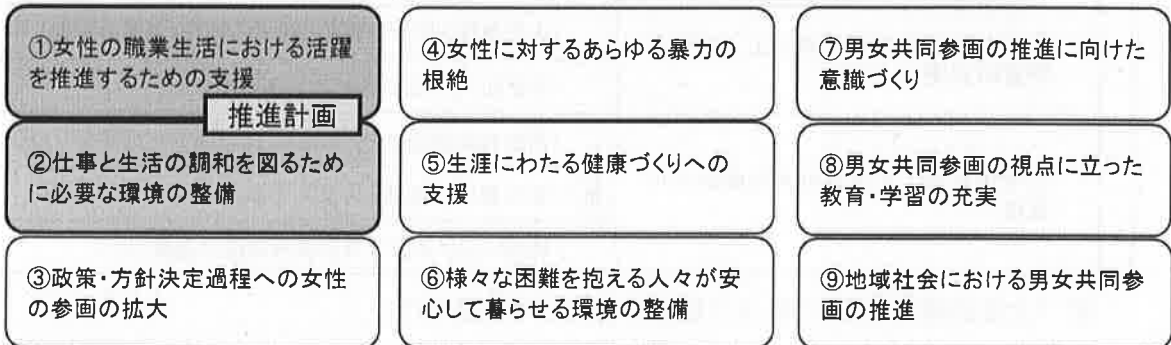 ①女性の職業生活における活躍
を推進するための支援
推進計画
②仕事と生活の調和を図るため
に必要な環境の整備
③政策・方針決定過程への女性
の参画の拡大
④女性に対するあらゆる暴力の
根絶
⑤生涯にわたる健康づくりへの
支援
⑥様々な困難を抱える人々が安
心して暮らせる環境の整備
⑦男女共同参画の推進に向けた
意識づくり
⑧男女共同参画の視点に立った
教育・学習の充実
⑨地域社会における男女共同参
画の推進